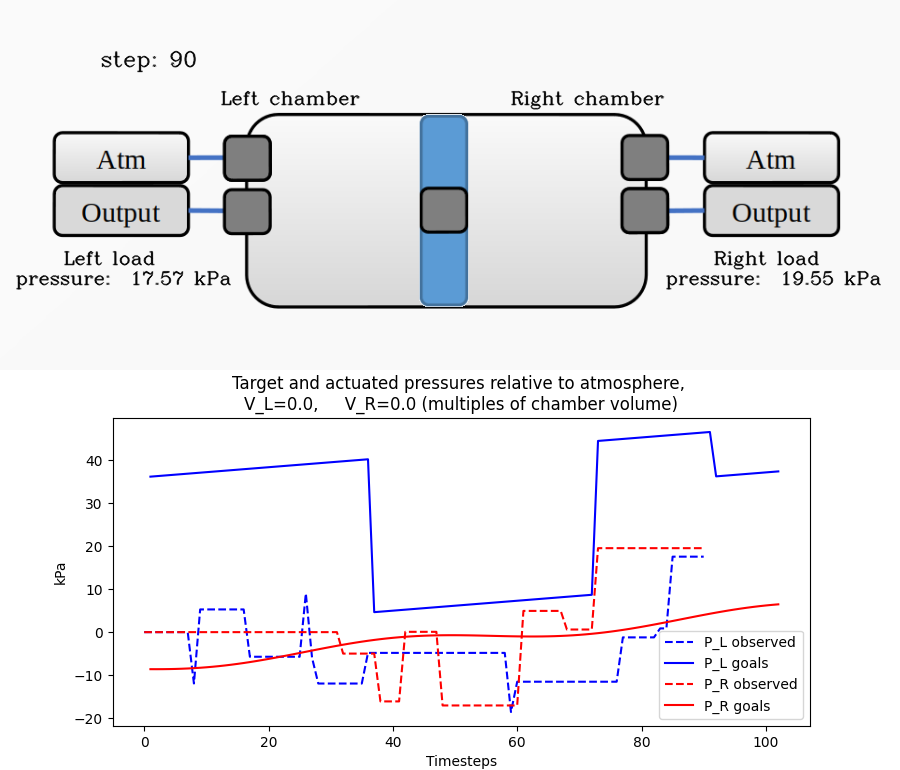 step: 90
Left chamber
Right chamber
Atm
Atm
Output
Output
Left load
pressure: 17.57 kPa
Right load
pressure: 19.55 kPa
Target and actuated pressures relative to atmosphere,
V_L=0.0, V_R=0.0 (multiples of chamber volume)
40
30
20
10
0
−10
−20
kPa
P_L observed
P_L goals
P_R observed
P_R goals
0 20 40 60 80 100
Timesteps